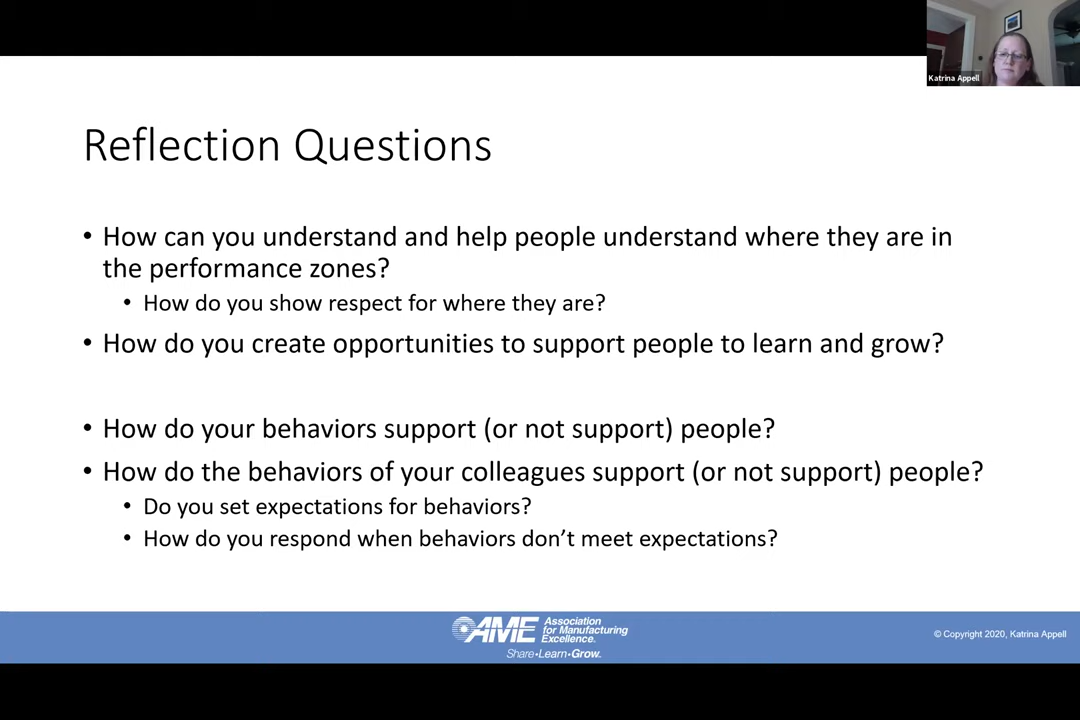 Katrina Appell
Reflection Questions
• How can you understand and help people understand where they are in
the performance zones?
• How do you show respect for where they are?
• How do you create opportunities to support people to learn and grow?
• How do your behaviors support (or not support) people?
• How do the behaviors of your colleagues support (or not support) people?
• Do you set expectations for behaviors?
• How do you respond when behaviors don’t meet expectations?
AME
Association
for Manufacturing
Excellence.
Share•Learn•Grow.
© Copyright 2020, Katrina Appell